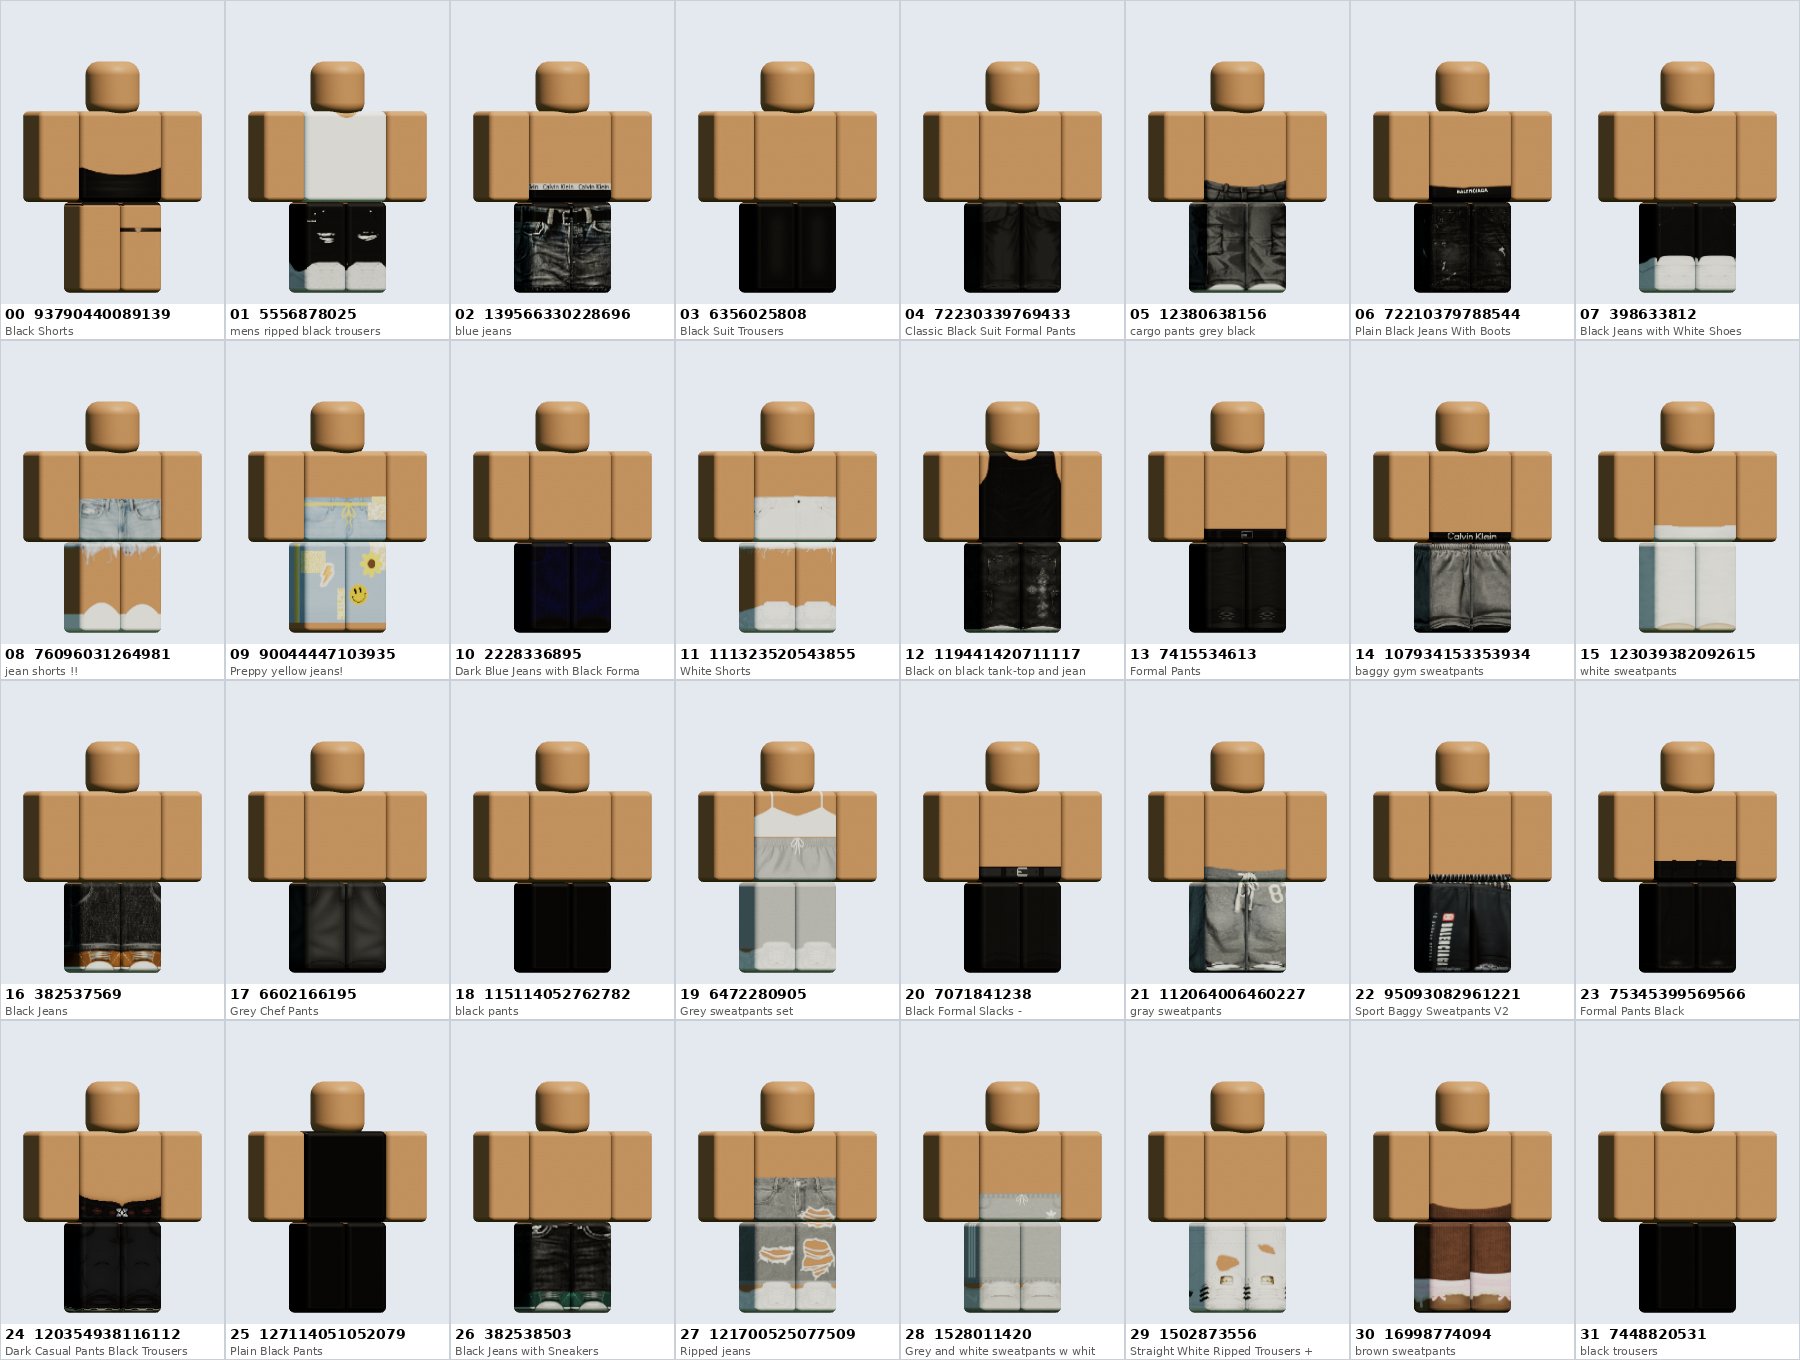 Calvin Klein Calvin Klein
BALENCIAGA
00 93790440089139
Black Shorts
01 5556878025
mens ripped black trousers
02 139566330228696
blue jeans
03 6356025808
Black Suit Trousers
04 72230339769433
Classic Black Suit Formal Pants
05 12380638156
cargo pants grey black
06 72210379788544
Plain Black Jeans With Boots
07 398633812
Black Jeans with White Shoes
Calvin Klein
08 76096031264981
jean shorts !!
09 90044447103935
Preppy yellow jeans!
10 2228336895
Dark Blue Jeans with Black Forma
11 111323520543855
White Shorts
12 119441420711117
Black on black tank-top and jean
13 7415534613
Formal Pants
14 107934153353934
baggy gym sweatpants
15 123039382092615
white sweatpants
8
BALENCIAGA
16 382537569
Black Jeans
17 6602166195
Grey Chef Pants
18 115114052762782
black pants
19 6472280905
Grey sweatpants set
20 7071841238
Black Formal Slacks -
21 112064006460227
gray sweatpants
22 95093082961221
Sport Baggy Sweatpants V2
23 75345399569566
Formal Pants Black
24 120354938116112
Dark Casual Pants Black Trousers
25 127114051052079
Plain Black Pants
26 382538503
Black Jeans with Sneakers
27 121700525077509
Ripped jeans
28 1528011420
Grey and white sweatpants w whit
29 1502873556
Straight White Ripped Trousers +
30 16998774094
brown sweatpants
31 7448820531
black trousers